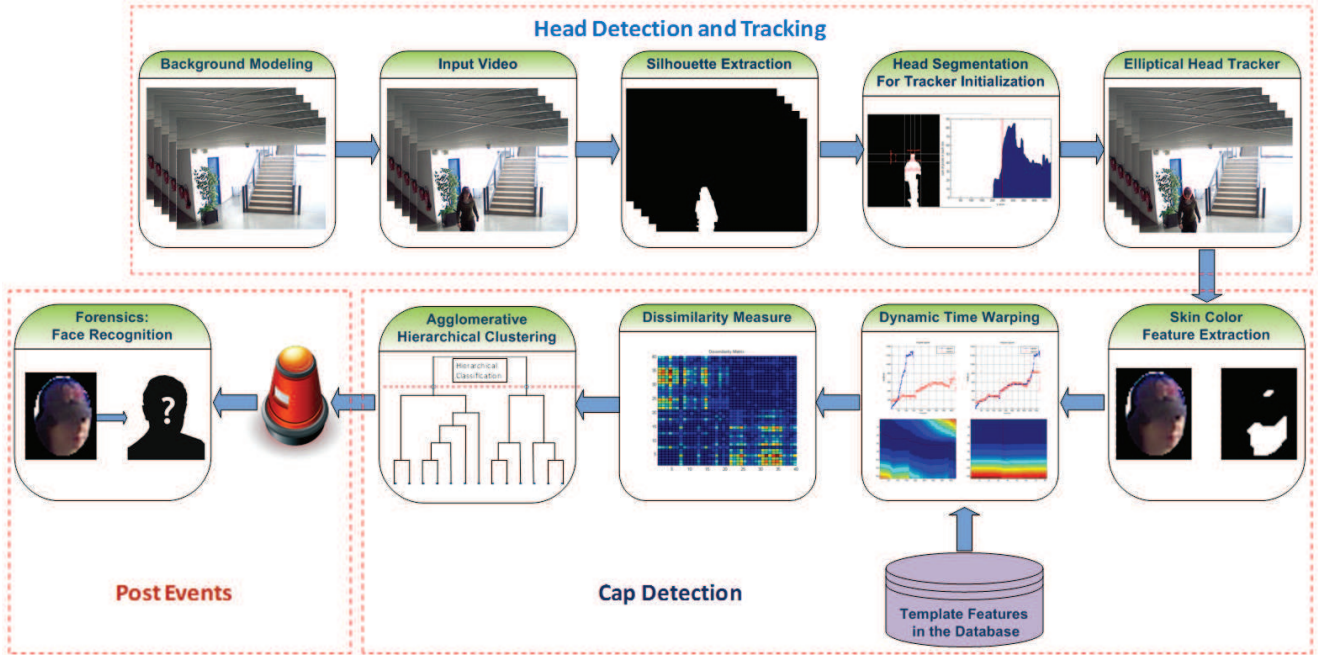 Head Detection and Tracking
Background Modeling
Input Video
Silhouette Extraction
Head Segmentation
For Tracker Initialization
Elliptical Head Tracker
Forensics:
Face Recognition
?
Agglomerative
Hierarchical Clustering
Hierarchical
Classification
Dissimilarity Measure
Dissimilarity Matrix
Dynamic Time Warping
Skin Color
Feature Extraction
Post Events
Cap Detection
Template Features
in the Database